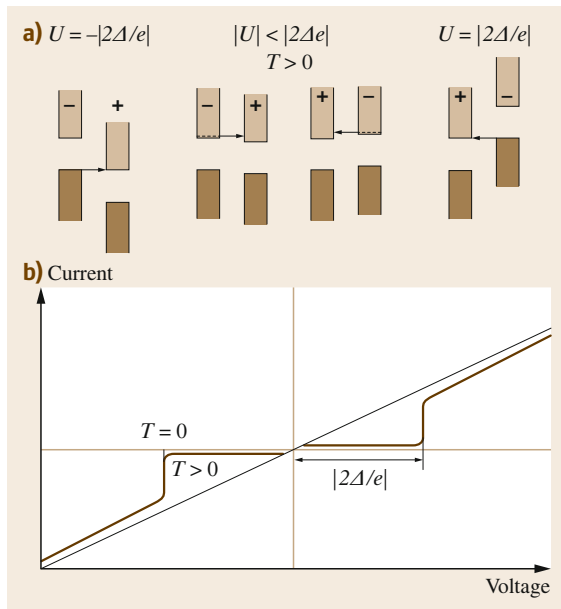 a) U = –|2Δ/e| |U| < |2Δe| U = |2Δ/e|
T > 0
– + – + + – + –
b) Current
T = 0
T > 0
|2Δ/e|
Voltage